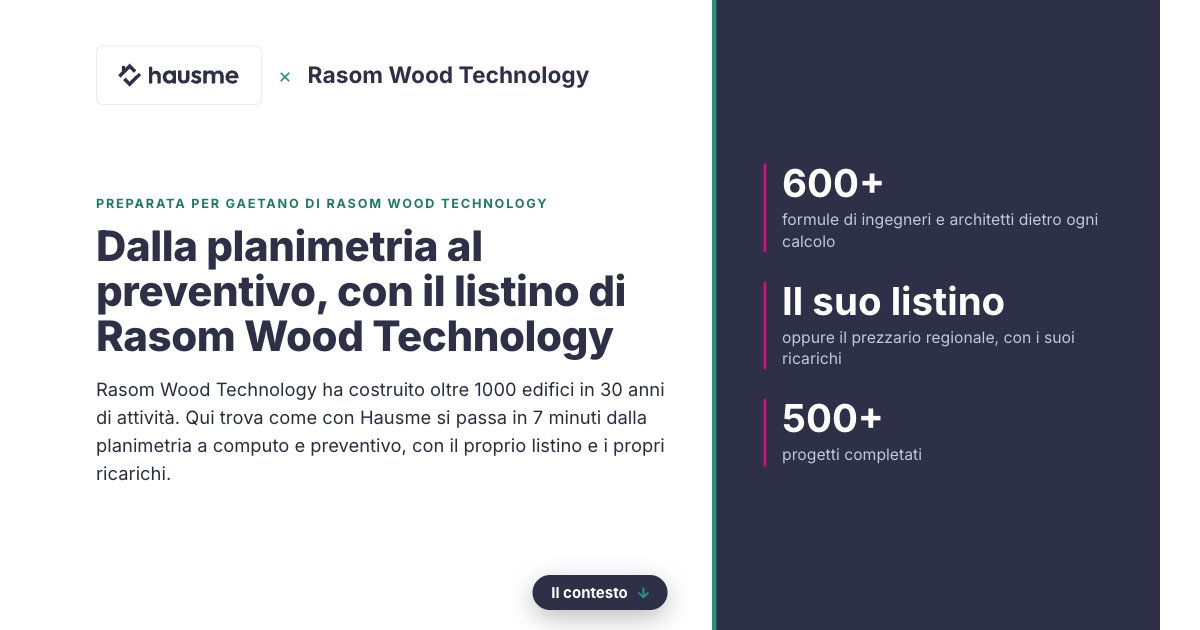 hausme × Rasom Wood Technology
PREPARATA PER GAETANO DI RASOM WOOD TECHNOLOGY
Dalla planimetria al
preventivo, con il listino di
Rasom Wood Technology
Rasom Wood Technology ha costruito oltre 1000 edifici in 30 anni
di attività. Qui trova come con Hausme si passa in 7 minuti dalla
planimetria a computo e preventivo, con il proprio listino e i propri
ricarichi.
Il contesto ↓
600+
formule di ingegneri e architetti dietro ogni
calcolo
Il suo listino
oppure il prezzario regionale, con i suoi
ricarichi
500+
progetti completati